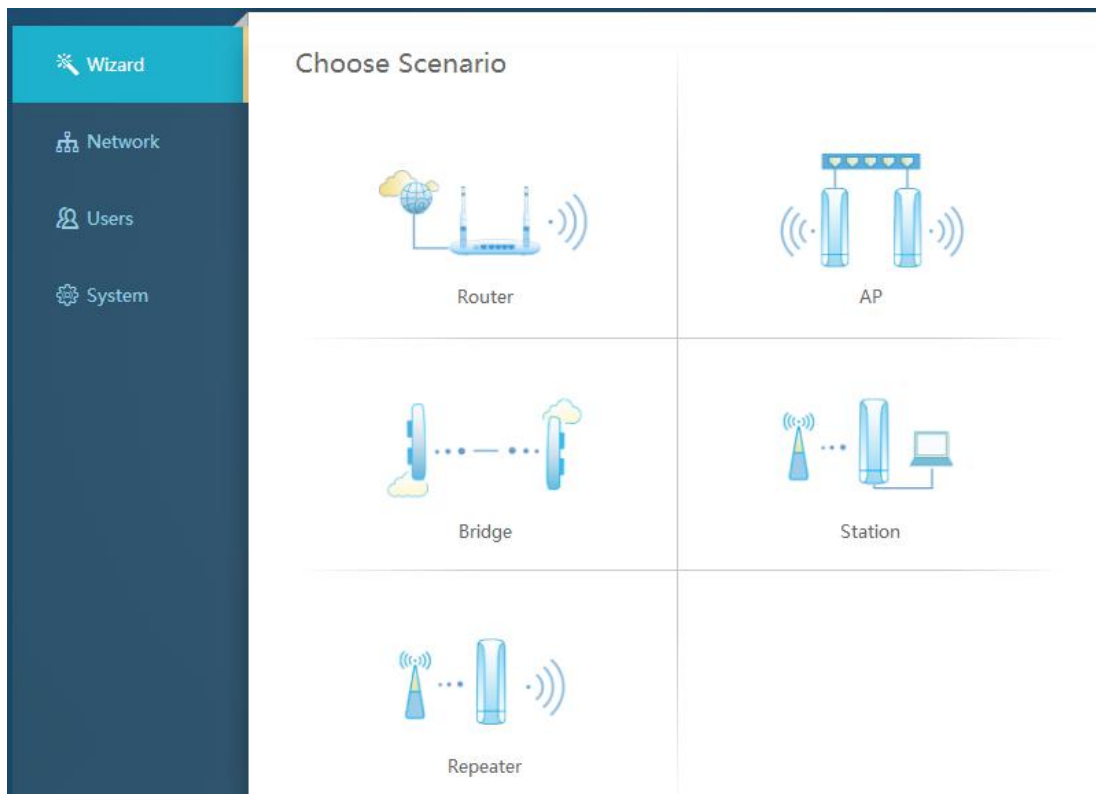 Wizard
Network
Users
System
Choose Scenario
Router
AP
Bridge
Station
Repeater